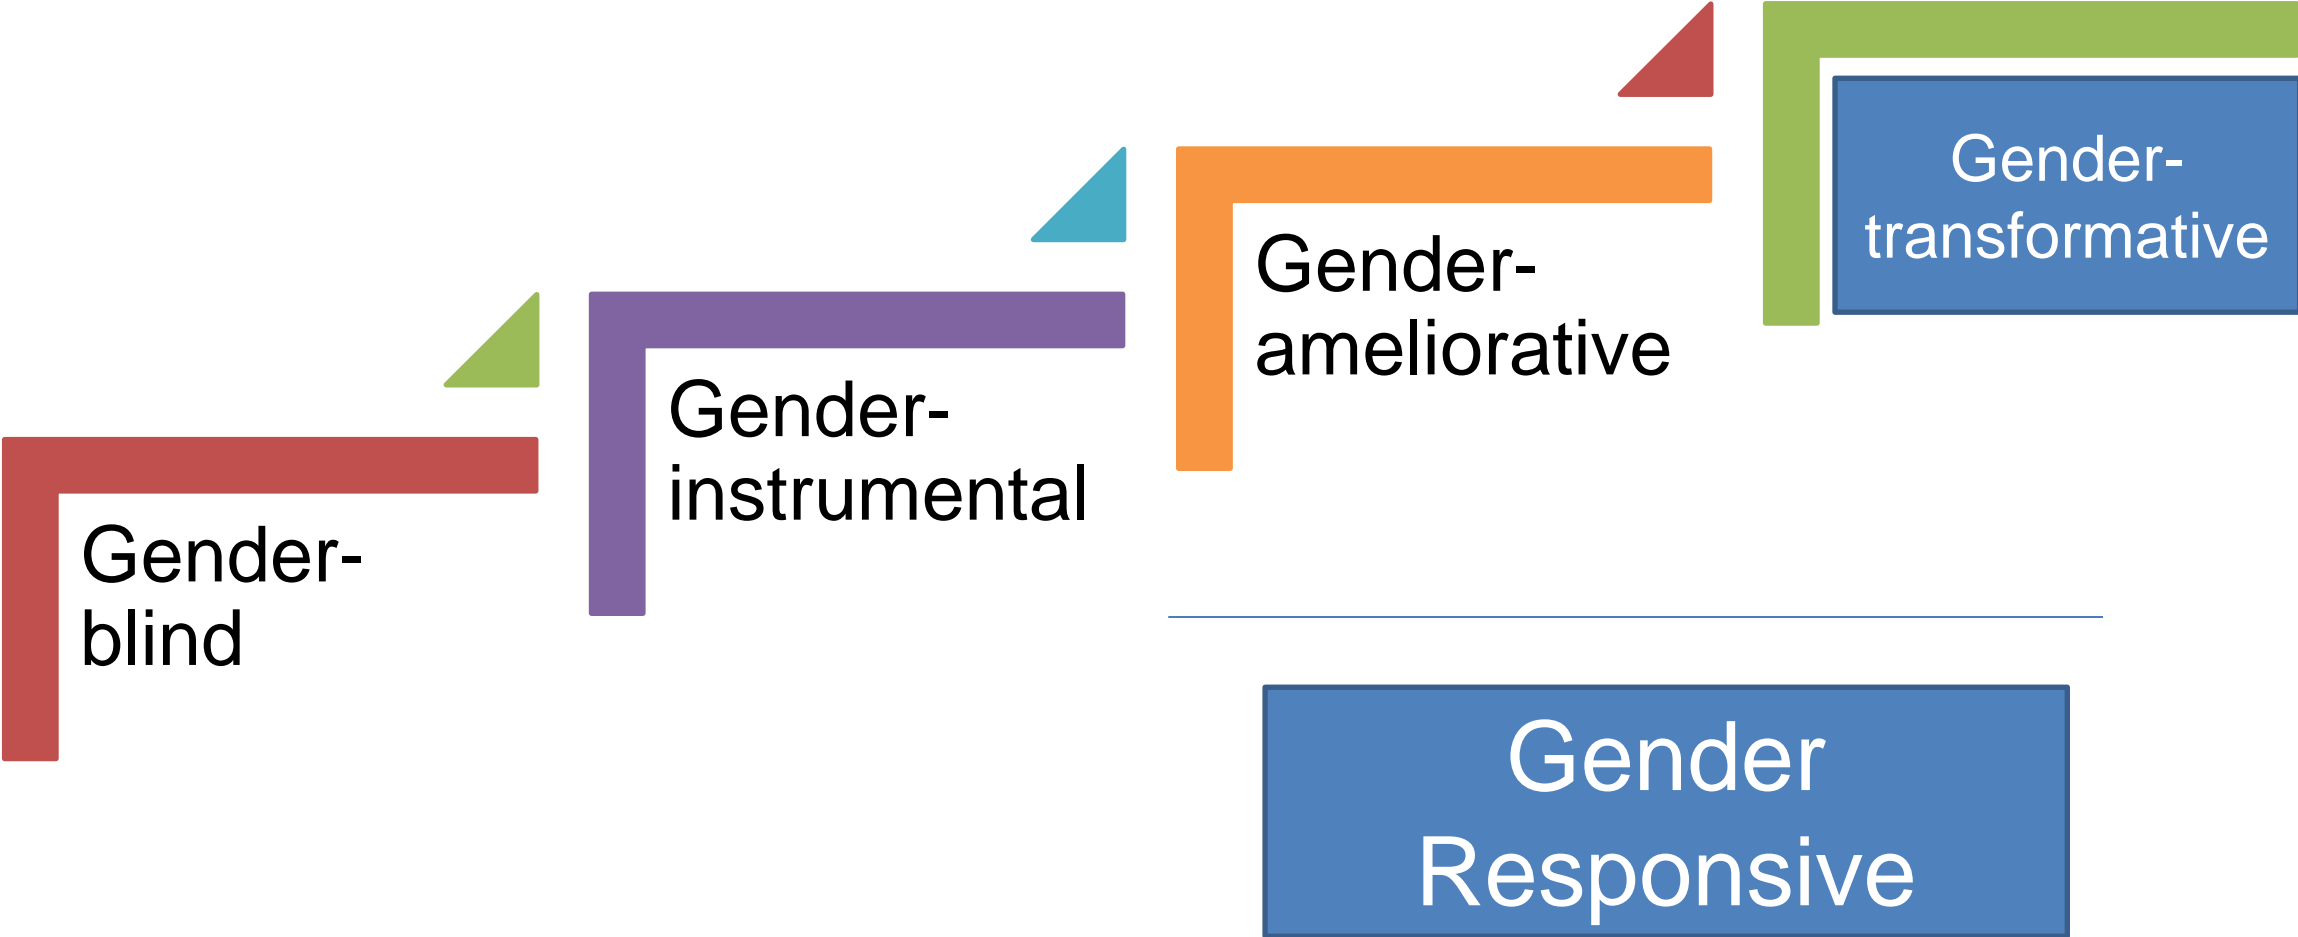 Gender-
blind
Gender-
instrumental
Gender-
ameliorative
Gender-
transformative
Gender
Responsive